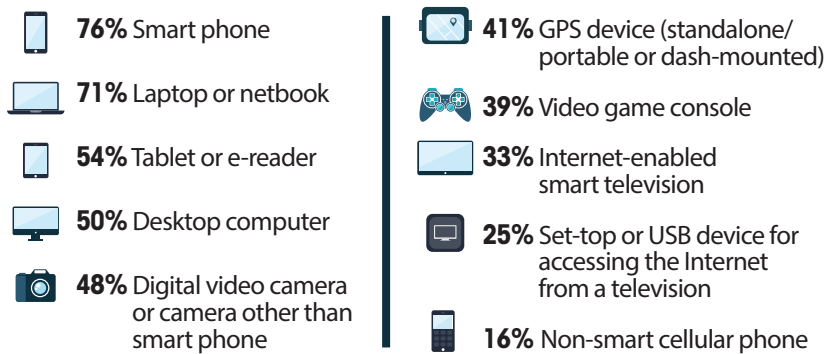 76% Smart phone
71% Laptop or netbook
54% Tablet or e-reader
50% Desktop computer
48% Digital video camera
or camera other than
smart phone
41% GPS device (standalone/
portable or dash-mounted)
39% Video game console
33% Internet-enabled
smart television
25% Set-top or USB device for
accessing the Internet
from a television
16% Non-smart cellular phone